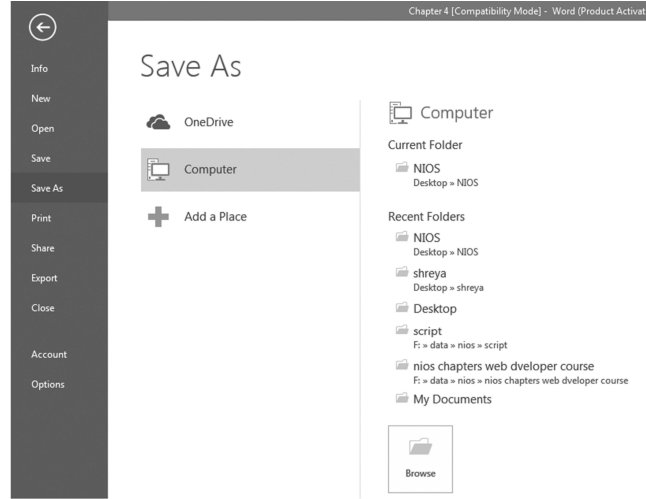 Chapter 4 [Compatibility Mode] - Word (Product Activat
Info
New
Open
Save
Save As
Print
Share
Export
Close
Account
Options
Save As
OneDrive
Computer
Add a Place
Computer
Current Folder
NIOS
Desktop » NIOS
Recent Folders
NIOS
Desktop » NIOS
shreya
Desktop » shreya
Desktop
script
F: » data » nios » script
nios chapters web dveloper course
F: » data » nios » nios chapters web dveloper course
My Documents
Browse